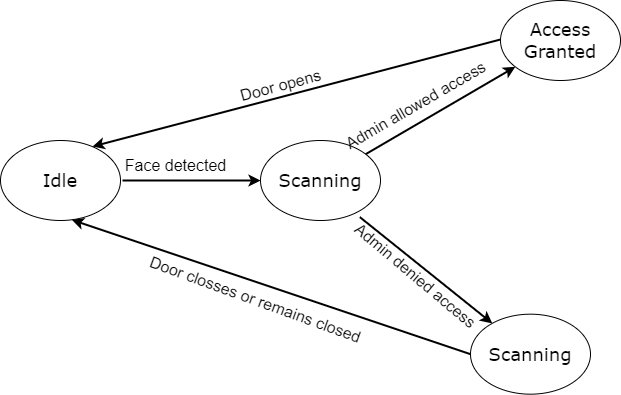 Access
Granted
Door opens
Admin allowed access
Face detected
Idle
Scanning
Admin denied access
Door closes or remains closed
Scanning